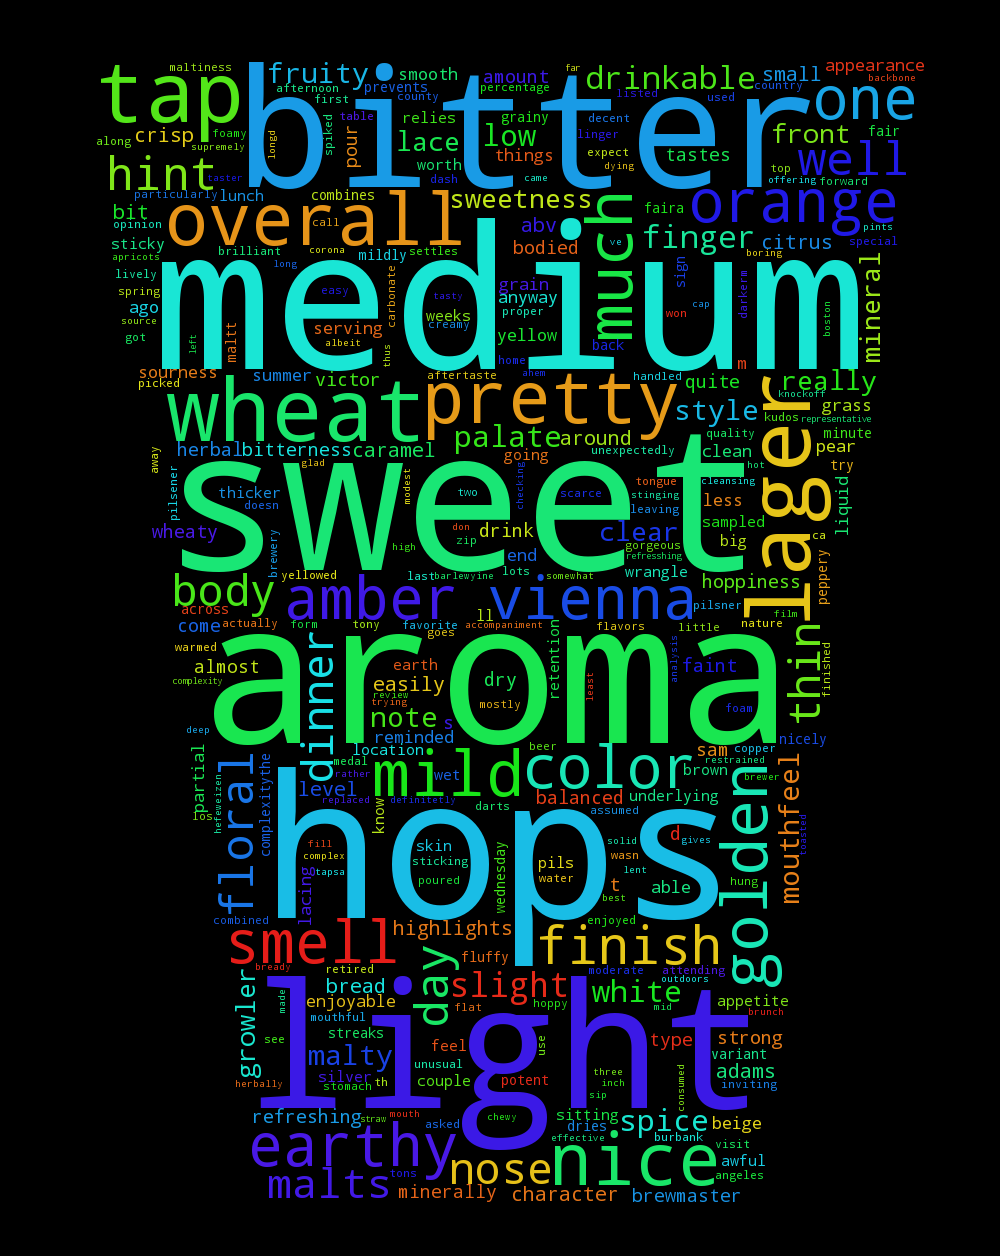 maltiness
far
appearance
tap
bitter
fruity
smooth
amount
drinkable
small
backbone
afternoon
prevents
percentage
country
one
first
county
listed
used
along
crisp
foamy
supremely
longd
spiked
pour
table
relies
grainy
decent
lace
low
linger
front
fair
things
expect
tastes
top
well
hint
taster
worth
dash
came
dying
offering
forward
particularly
lunch
combines
sweetness
orange
pints
bit
overall
faira
opinion
call
abv
much
finger
citrus
special
sticky
brilliant
corona
mildly
settles
bodied
ve
boring
apricots
lively
long
carbonate
grain
sign
mineral
spring
easy
tasty
anyway
cap
darkerm
ago
medium
proper
won
source
serving
weeks
creamy
yellow
boston
got
left
maltt
albeit
thus
back
home
m
sourness
summer
victor
aftertaste
ahem
handled
quite
really
picked
knockoff
wheat
pretty
style
grass
kudos
representative
palate
around
quality
minute
herbal
bitterness
caramel
going
unexpectedly
clean
pear
away
glad
modest
hot
lager
try
pilsener
sweet
two
checking
tongue
cleansing
thicker
scarce
stinging
less
liquid
doesn
leaving
wheaty
don
drink
clear
sampled
zip
gorgeous
big
ca
brewery
high
end
refresshing
peppery
yellowed
last
barlewyine
lots
somewhat
wrangle
hoppiness
body
amber
vienna
across
ll
pilsner
film
come
actually
form
tony
favorite
goes
accompaniment
flavors
little
nature
warmed
dinner
retention
analysis
thin
finished
almost
aroma
earth
dry
faint
complexity
review
easily
least
trying
mostly
foam
deep
note
s
reminded
nicely
location
beer
sam
copper
partial
floral
medal
mild
color
restrained
complexitythe
rather
wet
brown
brewer
hefeweizen
level
balanced
underlying
golden
mouthfeel
los
replaced
definitely
darts
assumed
toasted
know
hops
d
gives
fill
skin
wednesday
solid
complex
sticking
pils
wasn
tapsa
water
lent
hung
lacing
poured
t
able
best
combined
highlights
enjoyed
smell
finish
day
fluffy
bready
retired
moderate
attending
growler
bread
slight
white
outdoors
made
enjoyable
flat
hoppy
mid
appetite
brunch
mouthful
light
streaks
use
type
strong
see
malty
feel
variant
unusual
three
silver
th
couple
potent
inch
adams
herbally
stomach
sip
consumed
inviting
refreshing
straw
mouth
chewy
sitting
spice
beige
asked
dries
earthy
effective
burbank
visit
nose
nice
awful
tons
angeles
malts
minerally
character
brewmaster